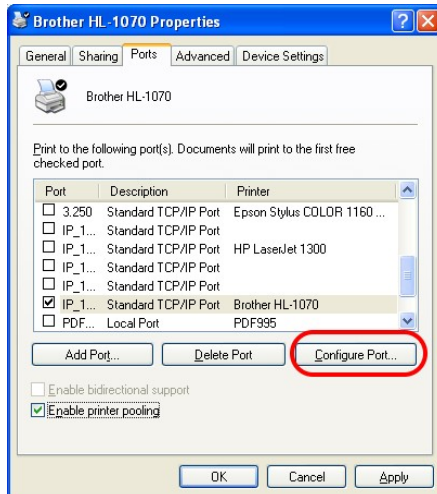 Brother HL-1070 Properties
General Sharing Ports Advanced Device Settings
Brother HL-1070
Print to the following port(s). Documents will print to the first free
checked port.
Port Description Printer
3.250 Standard TCP/IP Port Epson Stylus COLOR 1160 ...
IP_1... Standard TCP/IP Port
IP_1... Standard TCP/IP Port HP LaserJet 1300
IP_1... Standard TCP/IP Port
IP_1... Standard TCP/IP Port
IP_1... Standard TCP/IP Port Brother HL-1070
PDF... Local Port PDF995
Add Port... Delete Port Configure Port...
Enable bidirectional support
Enable printer pooling
OK Cancel Apply